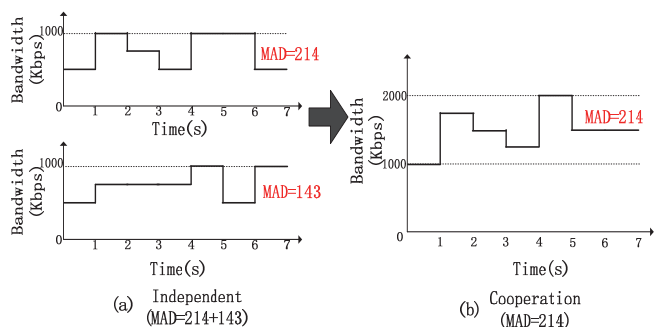 Bandwidth
(Kbps)
1000
0
1 2 3 4 5 6 7
Time(s)
MAD=214
Bandwidth
(Kbps)
1000
0
1 2 3 4 5 6 7
Time(s)
MAD=143
(a) Independent
(MAD=214+143)
Bandwidth
(Kbps)
2000
1000
0
1 2 3 4 5 6 7
Time(s)
MAD=214
(b) Cooperation
(MAD=214)